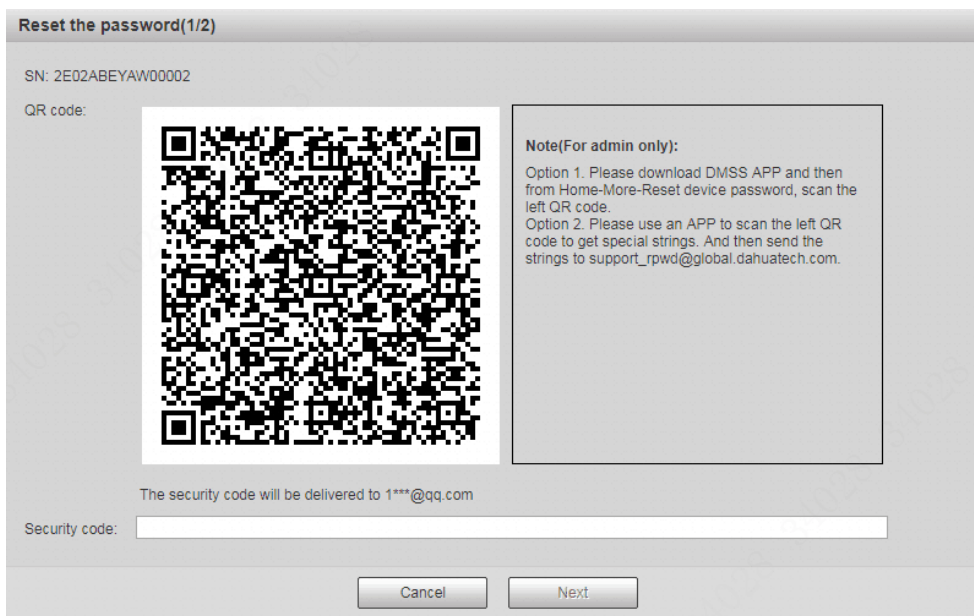 Reset the password(1/2)
SN: 2E02ABEYAW00002
QR code:
Note(For admin only):
Option 1. Please download DMSS APP and then
from Home-More-Reset device password, scan the
left QR code.
Option 2. Please use an APP to scan the left QR
code to get special strings. And then send the
strings to support_rpwd@global.dahuatech.com.
The security code will be delivered to 1***@qq.com
Security code:
Cancel
Next